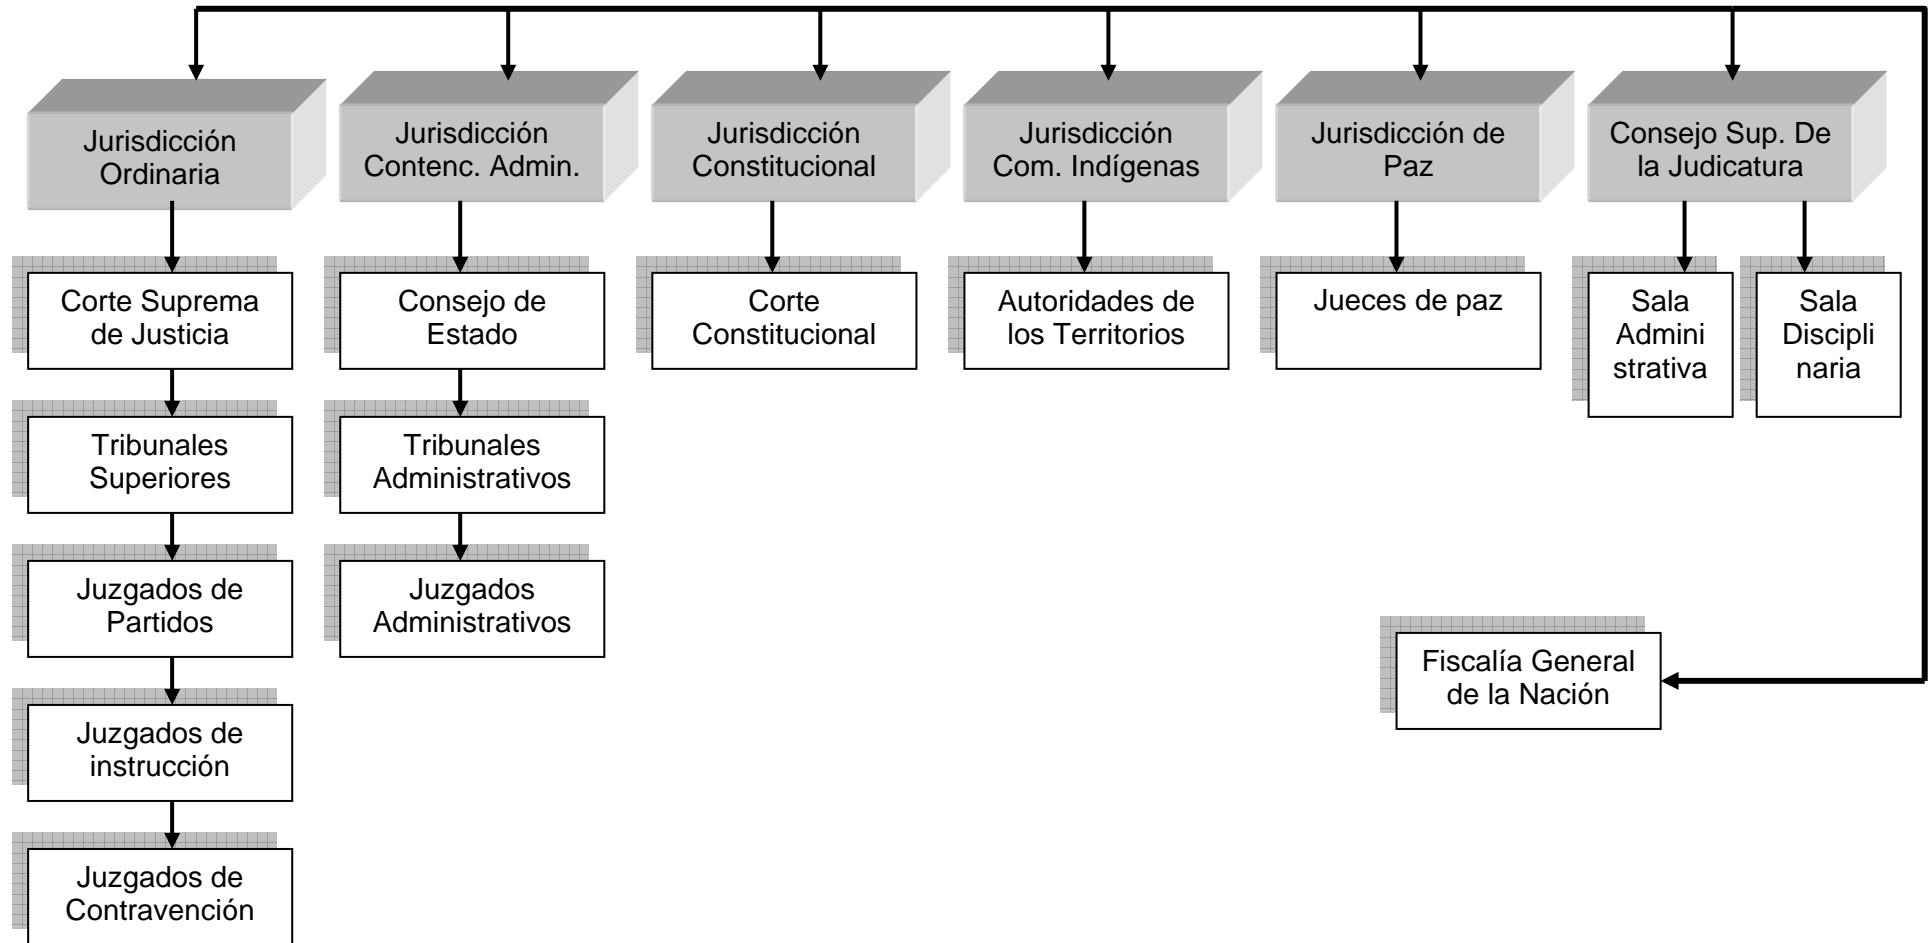 Jurisdicción
Ordinaria
Jurisdicción
Contenc. Admin.
Jurisdicción
Constitucional
Jurisdicción
Com. Indígenas
Jurisdicción de
Paz
Consejo Sup. De
la Judicatura
Corte Suprema
de Justicia
Consejo de
Estado
Corte
Constitucional
Autoridades de
los Territorios
Jueces de paz
Sala
Admini
strativa
Sala
Discipli
naria
Tribunales
Superiores
Tribunales
Administrativos
Juzgados de
Partidos
Juzgados
Administrativos
Fiscalía General
de la Nación
Juzgados de
instrucción
Juzgados de
Contravención